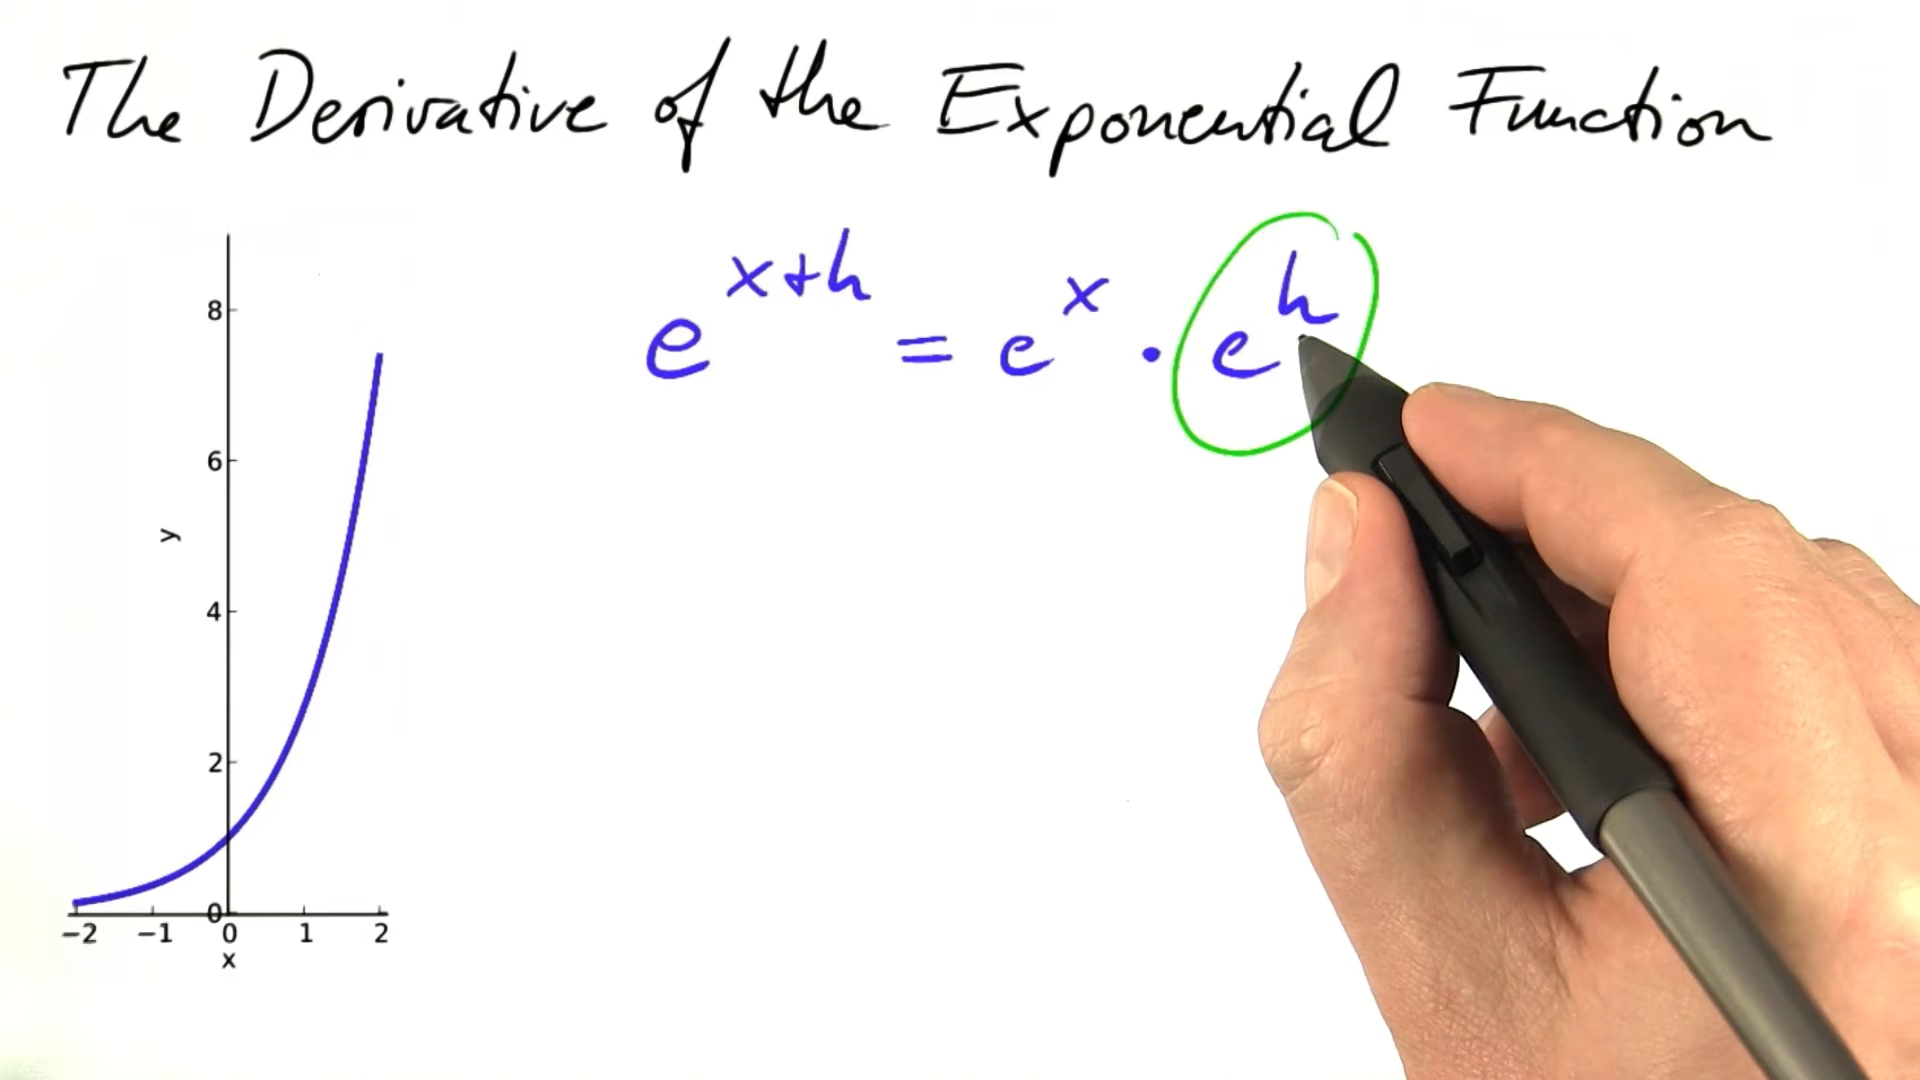 The Derivative of the Exponential Function
e^{x+h} = e^x · e^h
8
6
y
4
2
0
−2 −1 0 1 2
x